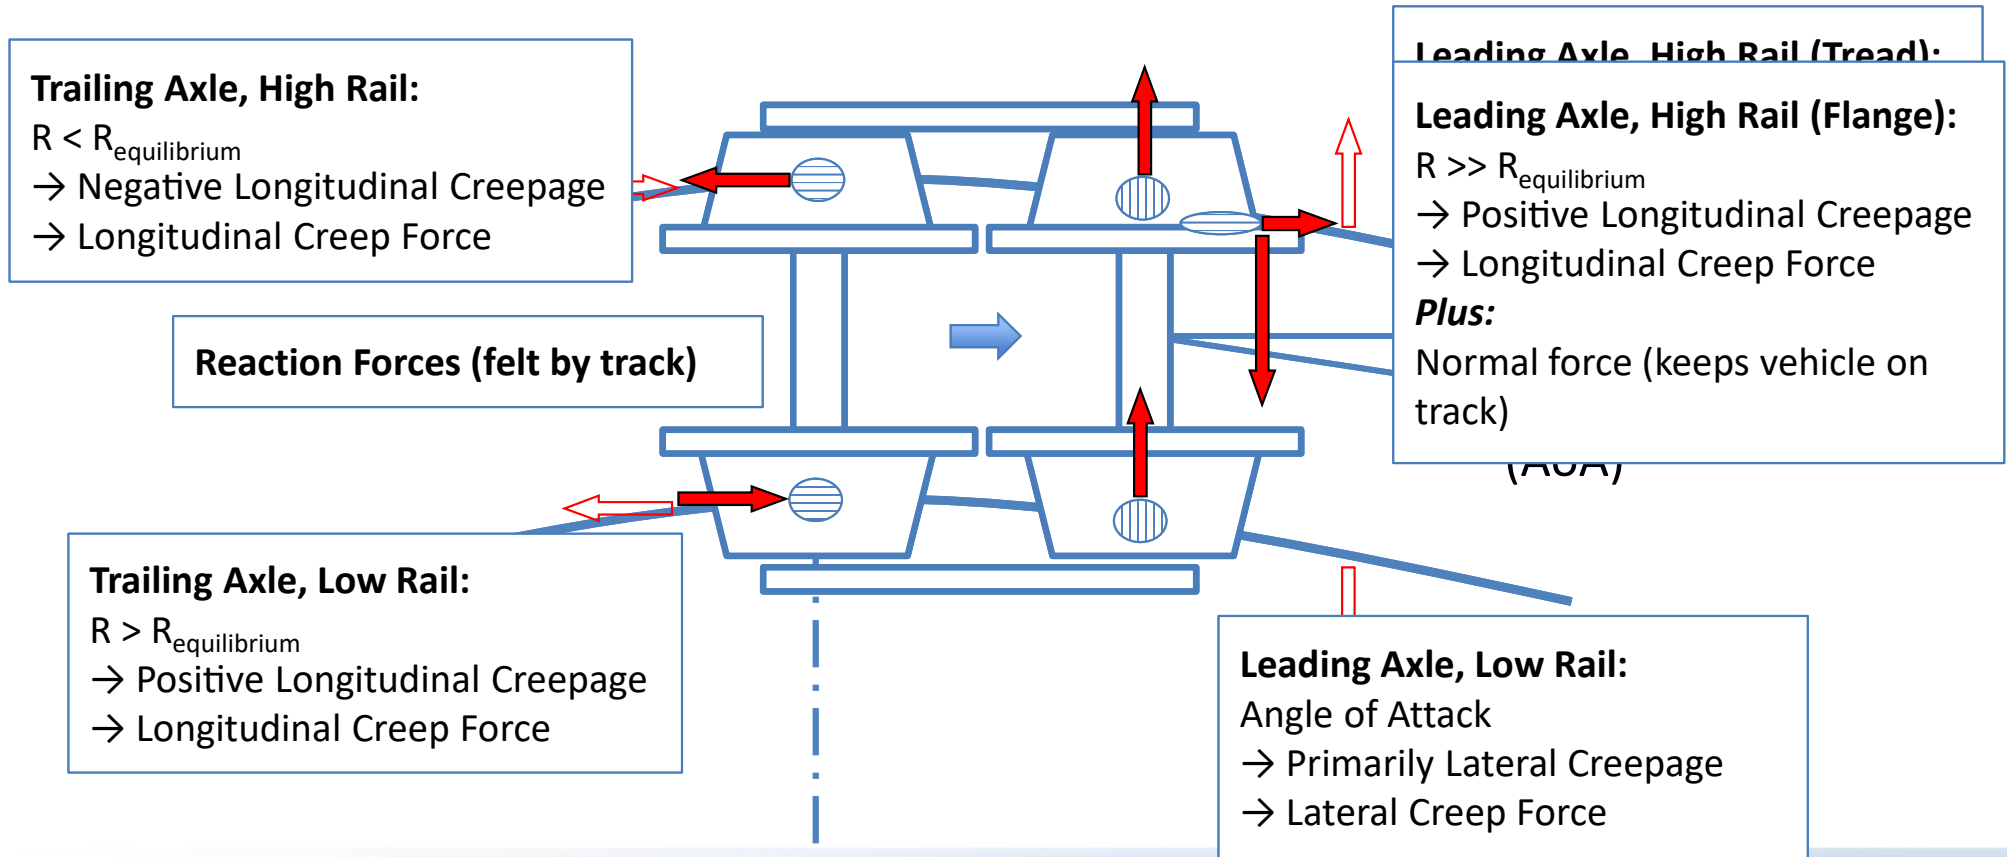 Trailing Axle, High Rail:
R < Requilibrium
→ Negative Longitudinal Creepage
→ Longitudinal Creep Force
Reaction Forces (felt by track)
Trailing Axle, Low Rail:
R > Requilibrium
→ Positive Longitudinal Creepage
→ Longitudinal Creep Force
Leading Axle, High Rail (Tread):
Leading Axle, High Rail (Flange):
R >> Requilibrium
→ Positive Longitudinal Creepage
→ Longitudinal Creep Force
Plus:
Normal force (keeps vehicle on
track)
(AOA)
Leading Axle, Low Rail:
Angle of Attack
→ Primarily Lateral Creepage
→ Lateral Creep Force